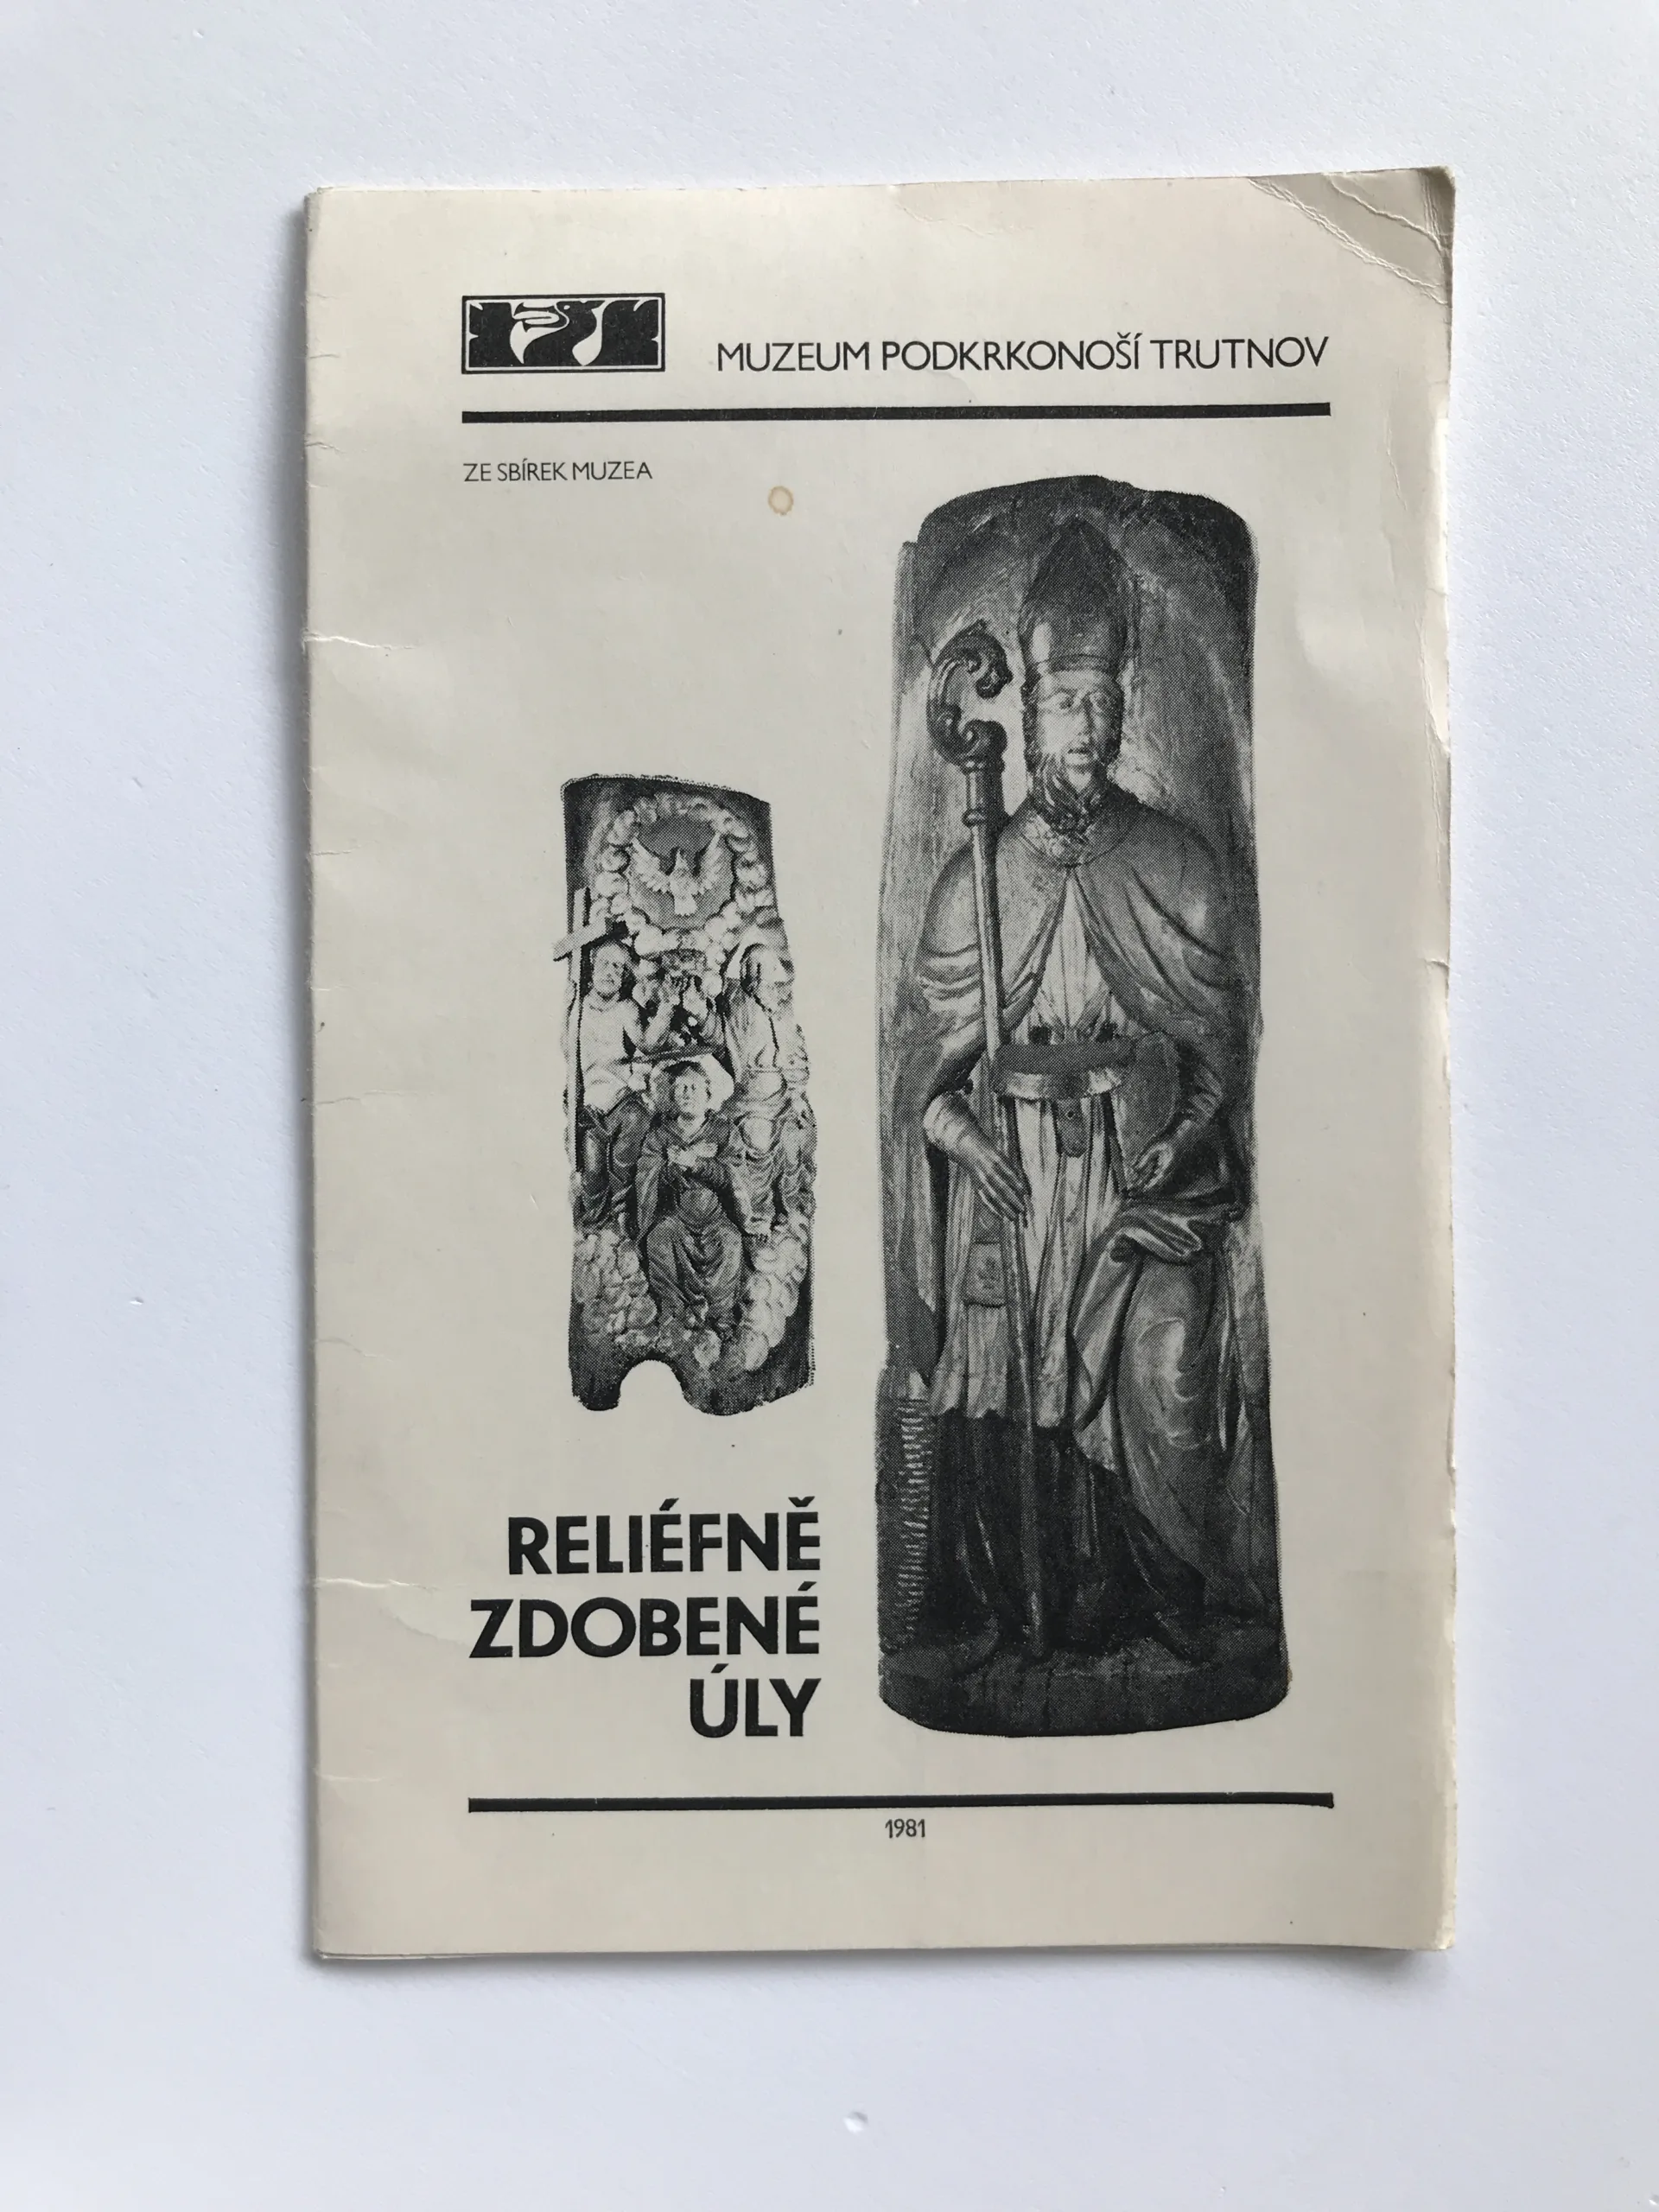 MUZEUM PODKRKONOŠÍ TRUTNOV
ZE SBÍREK MUZEA
RELIÉFNĚ
ZDOBENÉ
ÚLY
1981